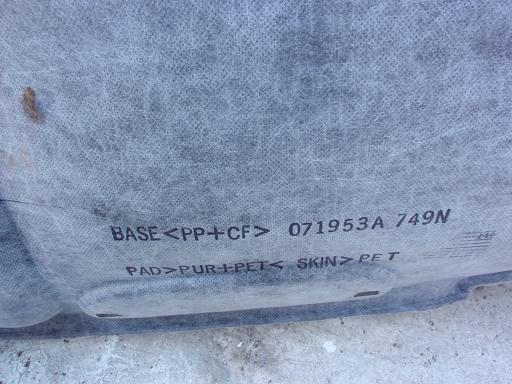 BASE<PP+CF> 071953A 749N
PAD>PUR+PET< SKIN>PET